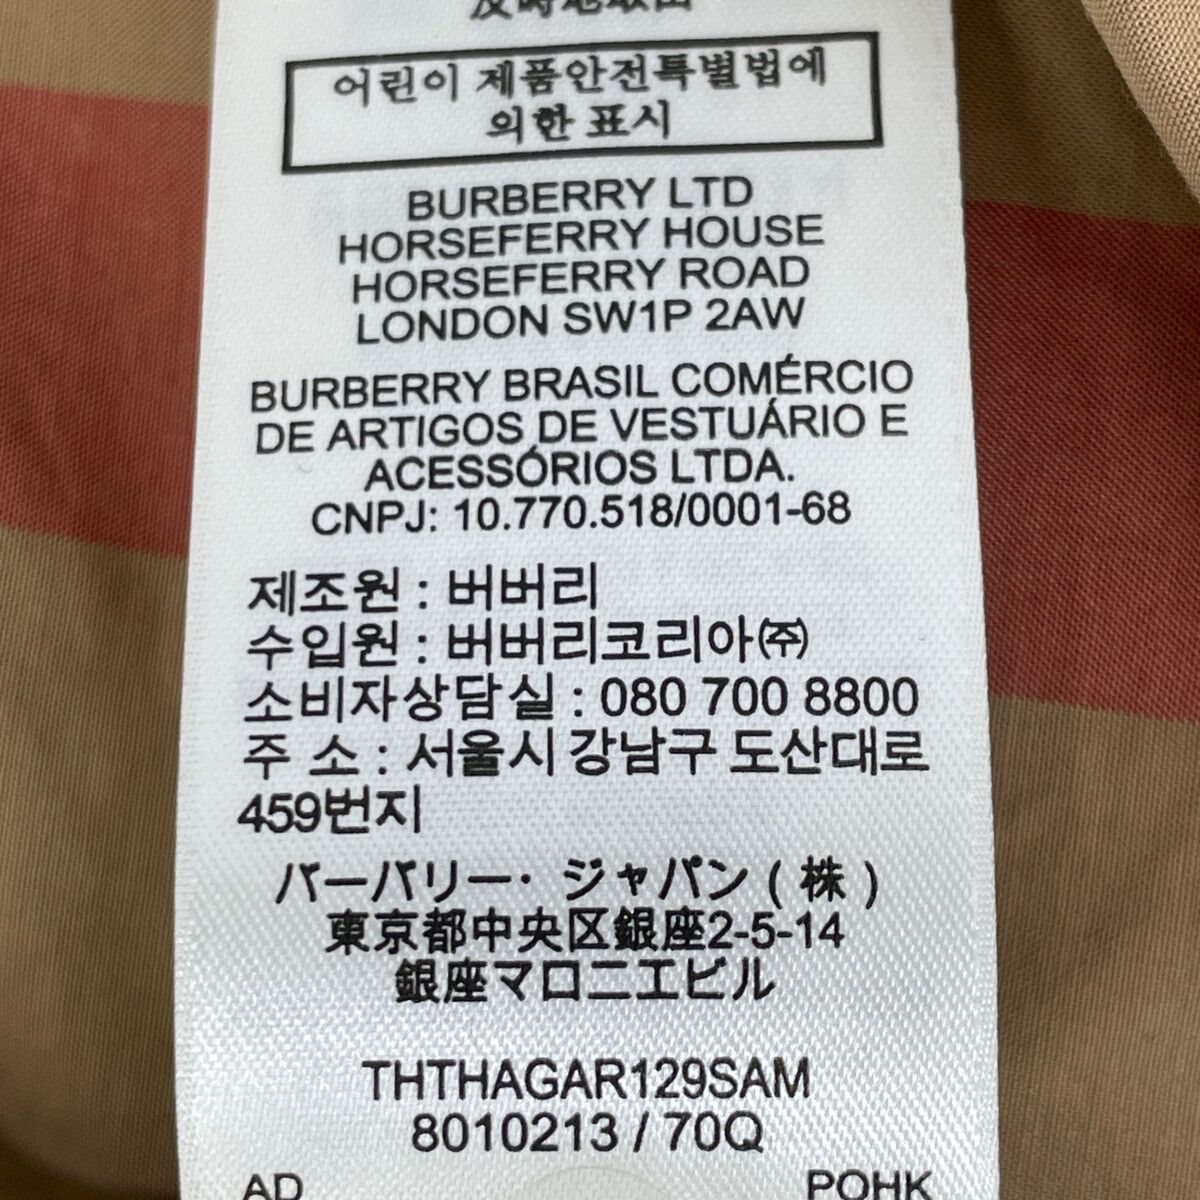 어린이 제품안전특별법에
의한 표시
BURBERRY LTD
HORSEFERRY HOUSE
HORSEFERRY ROAD
LONDON SW1P 2AW
BURBERRY BRASIL COMÉRCIO
DE ARTIGOS DE VESTUÁRIO E
ACESSÓRIOS LTDA.
CNPJ: 10.770.518/0001-68
제조원 : 버버리
수입원 : 버버리코리아㈜
소비자상담실 : 080 700 8800
주 소 : 서울시 강남구 도산대로
459번지
バーバリー・ジャパン ( 株 )
東京都中央区銀座2-5-14
銀座マロニエビル
THTHAGAR129SAM
8010213 / 70Q
AD POHK